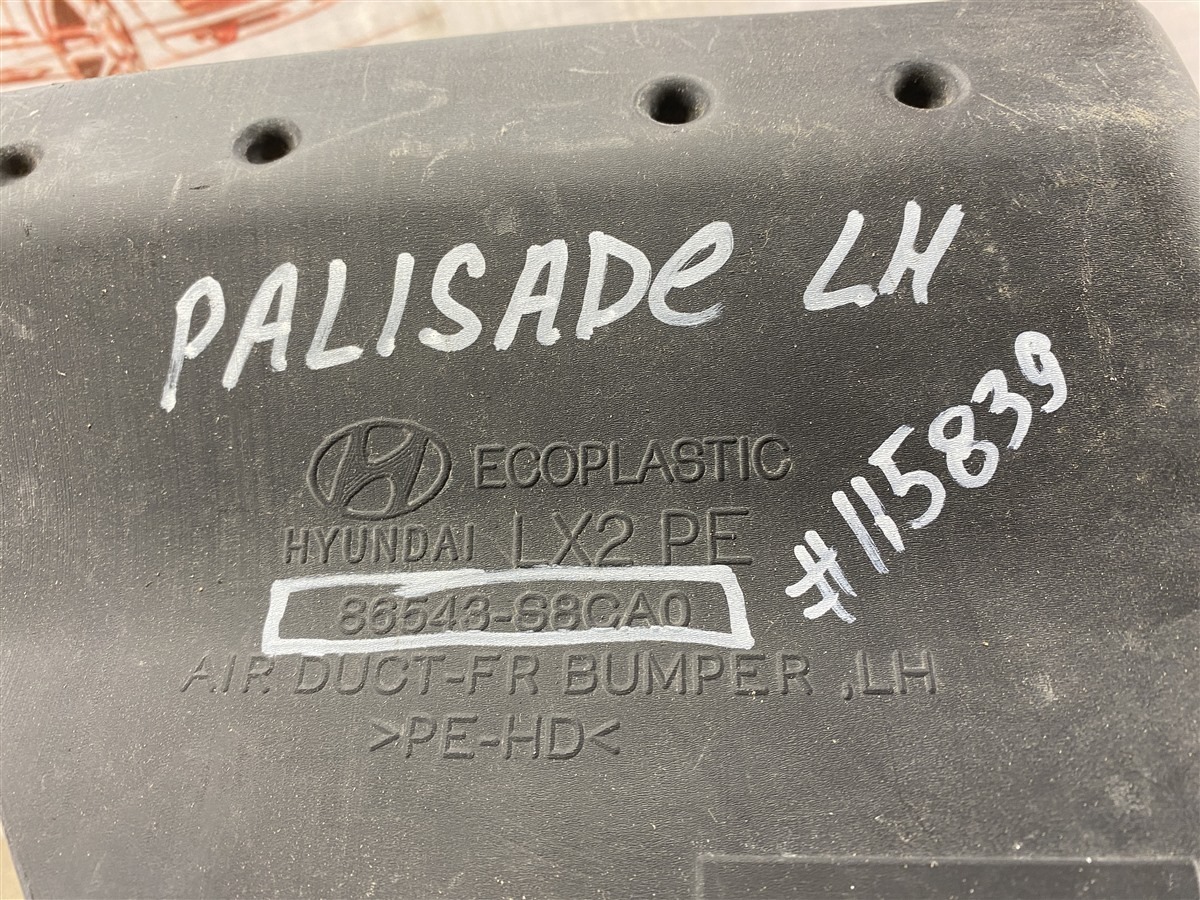 PALISADe LH
#115839
ECOPLASTIC
HYUNDAI LX2 PE
86543-S8CA0
AIR DUCT-FR BUMPER ,LH
>PE-HD<